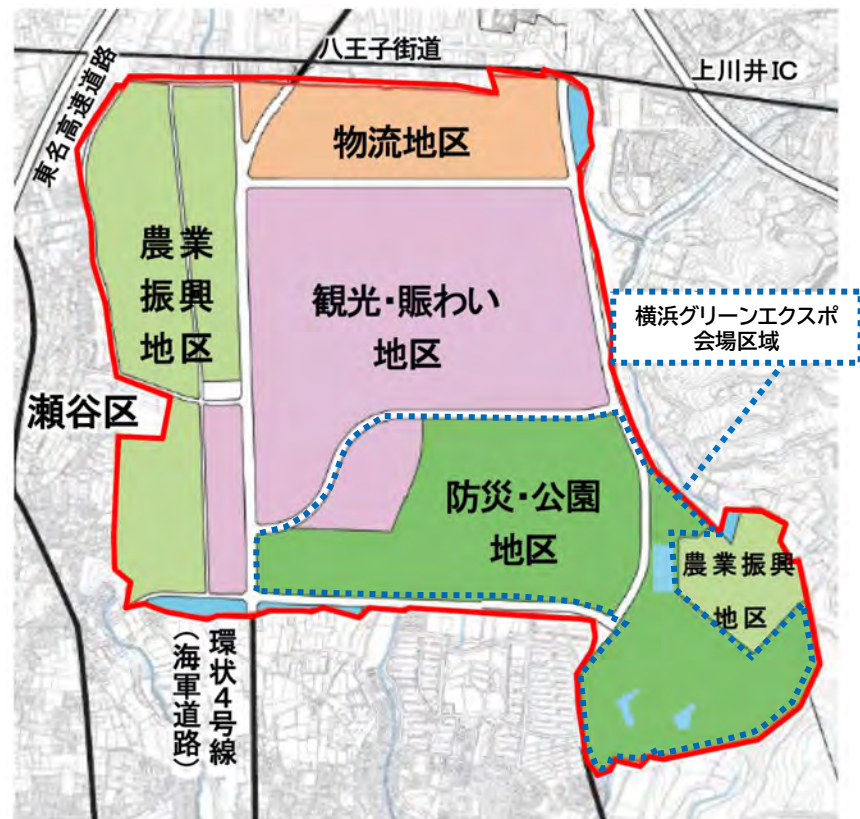 八王子街道
上川井IC
東名高速道路
物流地区
農業
振興
地区
観光・賑わい
地区
横浜グリーンエクスポ
会場区域
瀬谷区
防災・公園
地区
農業振興
地区
環状4号線
（海軍道路）